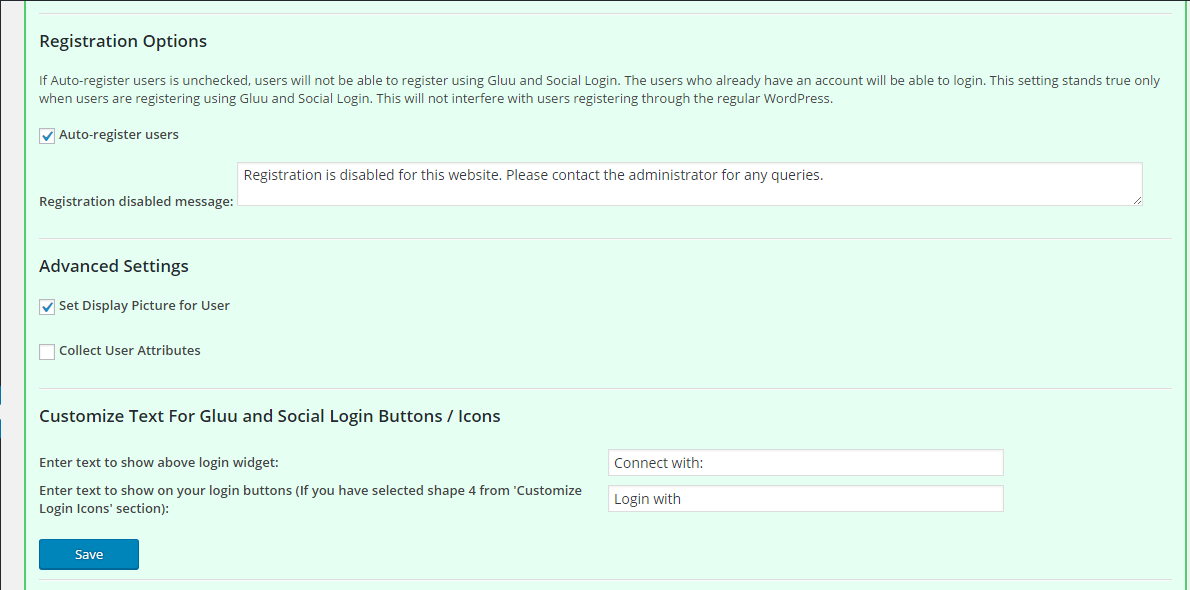 Registration Options
If Auto-register users is unchecked, users will not be able to register using Gluu and Social Login. The users who already have an account will be able to login. This setting stands true only
when users are registering using Gluu and Social Login. This will not interfere with users registering through the regular WordPress.
Auto-register users
Registration is disabled for this website. Please contact the administrator for any queries.
Registration disabled message:
Advanced Settings
Set Display Picture for User
Collect User Attributes
Customize Text For Gluu and Social Login Buttons / Icons
Enter text to show above login widget:
Connect with:
Enter text to show on your login buttons (If you have selected shape 4 from 'Customize
Login Icons' section):
Login with
Save